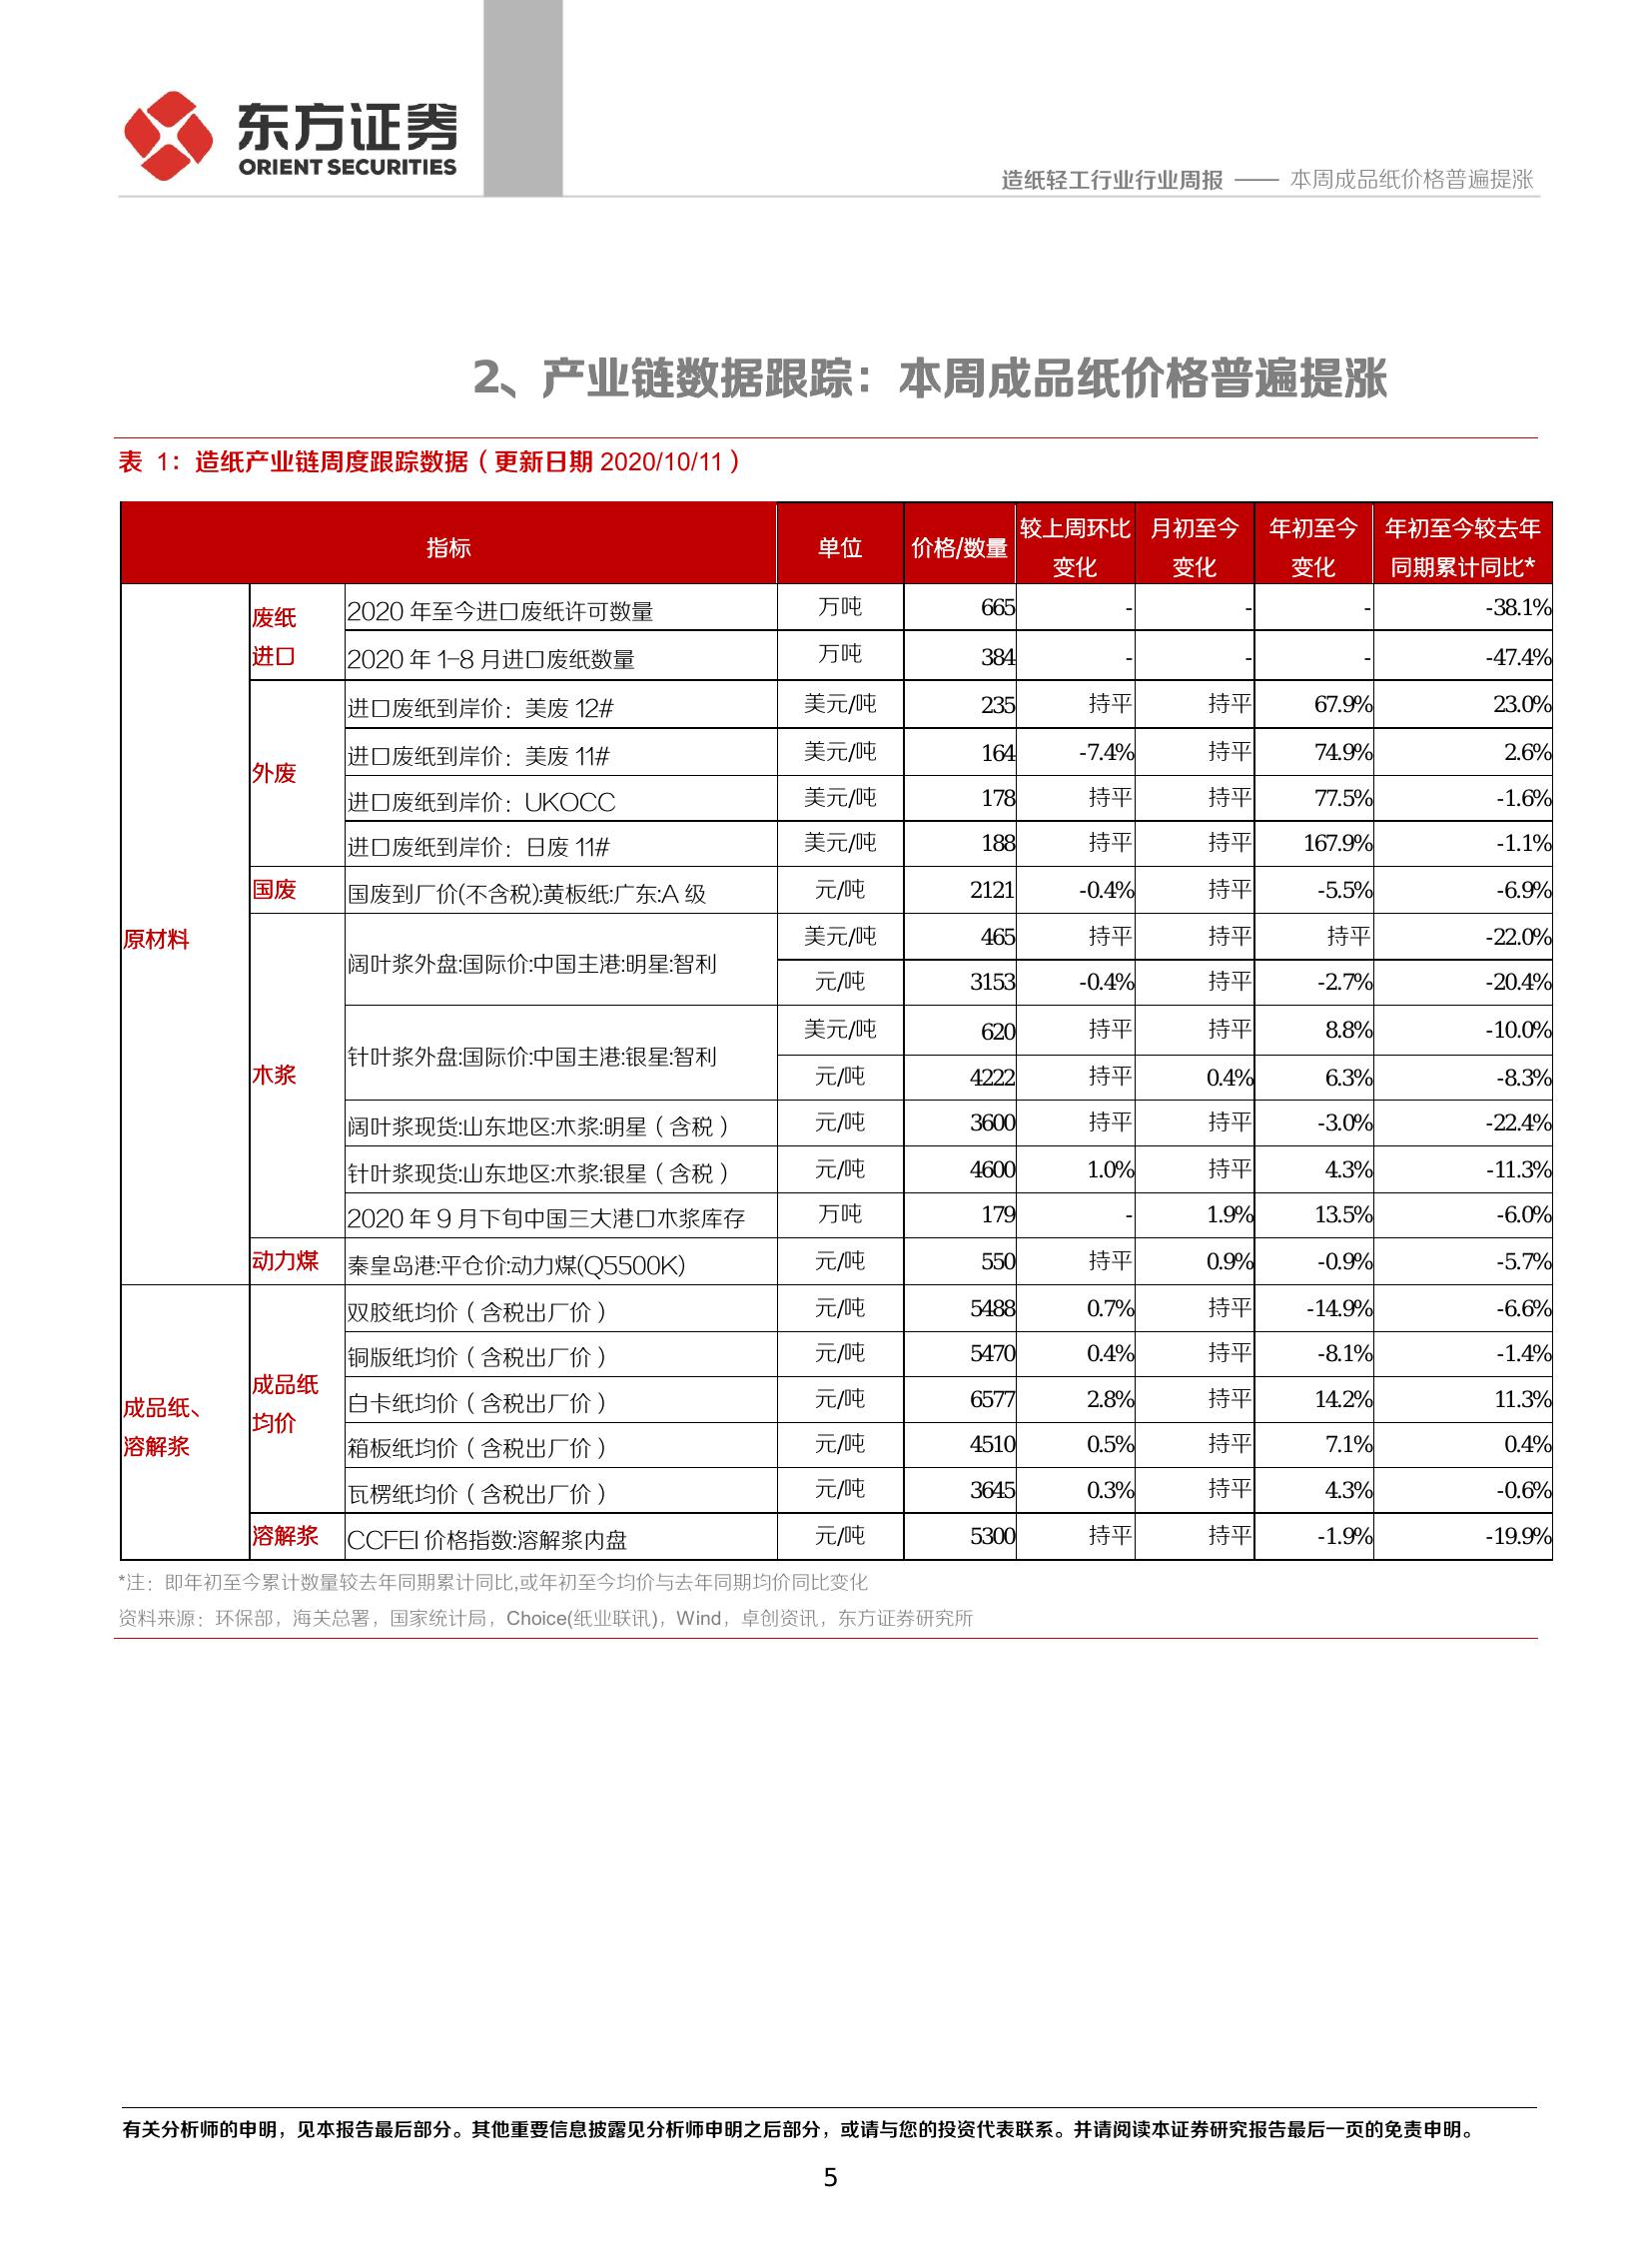 东方证券
ORIENT SECURITIES
造纸轻工行业行业周报 —— 本周成品纸价格普遍提涨
2、产业链数据跟踪：本周成品纸价格普遍提涨
表 1：造纸产业链周度跟踪数据（更新日期 2020/10/11）
指标 单位 价格/数量 较上周环比变化 月初至今变化 年初至今变化 年初至今较去年同期累计同比*
原材料 废纸进口 2020 年至今进口废纸许可数量 万吨 665 - - - -38.1%
2020 年 1-8 月进口废纸数量 万吨 384 - - - -47.4%
外废 进口废纸到岸价：美废 12# 美元/吨 235 持平 持平 67.9% 23.0%
进口废纸到岸价：美废 11# 美元/吨 164 -7.4% 持平 74.9% 2.6%
进口废纸到岸价：UKOCC 美元/吨 178 持平 持平 77.5% -1.6%
进口废纸到岸价：日废 11# 美元/吨 188 持平 持平 167.9% -1.1%
国废 国废到厂价(不含税):黄板纸:广东:A 级 元/吨 2121 -0.4% 持平 -5.5% -6.9%
木浆 阔叶浆外盘:国际价:中国主港:明星:智利 美元/吨 465 持平 持平 持平 -22.0%
元/吨 3153 -0.4% 持平 -2.7% -20.4%
针叶浆外盘:国际价:中国主港:银星:智利 美元/吨 620 持平 持平 8.8% -10.0%
元/吨 4222 持平 0.4% 6.3% -8.3%
阔叶浆现货:山东地区:木浆:明星（含税） 元/吨 3600 持平 持平 -3.0% -22.4%
针叶浆现货:山东地区:木浆:银星（含税） 元/吨 4600 1.0% 持平 4.3% -11.3%
2020 年 9 月下旬中国三大港口木浆库存 万吨 179 - 1.9% 13.5% -6.0%
动力煤 秦皇岛港:平仓价:动力煤(Q5500K) 元/吨 550 持平 0.9% -0.9% -5.7%
成品纸、溶解浆 成品纸均价 双胶纸均价（含税出厂价） 元/吨 5488 0.7% 持平 -14.9% -6.6%
铜版纸均价（含税出厂价） 元/吨 5470 0.4% 持平 -8.1% -1.4%
白卡纸均价（含税出厂价） 元/吨 6577 2.8% 持平 14.2% 11.3%
箱板纸均价（含税出厂价） 元/吨 4510 0.5% 持平 7.1% 0.4%
瓦楞纸均价（含税出厂价） 元/吨 3645 0.3% 持平 4.3% -0.6%
溶解浆 CCFEI 价格指数:溶解浆内盘 元/吨 5300 持平 持平 -1.9% -19.9%
*注：即年初至今累计数量较去年同期累计同比,或年初至今均价与去年同期均价同比变化
资料来源：环保部，海关总署，国家统计局，Choice(纸业联讯)，Wind，卓创资讯，东方证券研究所
有关分析师的申明，见本报告最后部分。其他重要信息披露见分析师申明之后部分，或请与您的投资代表联系。并请阅读本证券研究报告最后一页的免责申明。
5